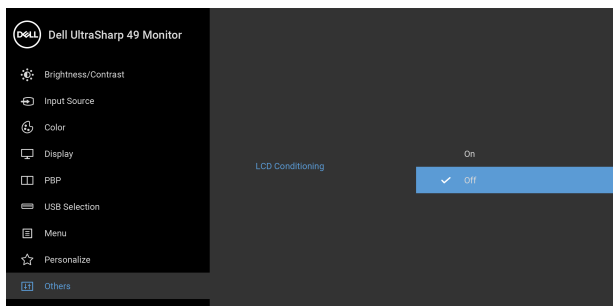 DELL
Dell UltraSharp 49 Monitor
Brightness/Contrast
Input Source
Color
Display
PBP
USB Selection
Menu
Personalize
Others
LCD Conditioning
On
Off